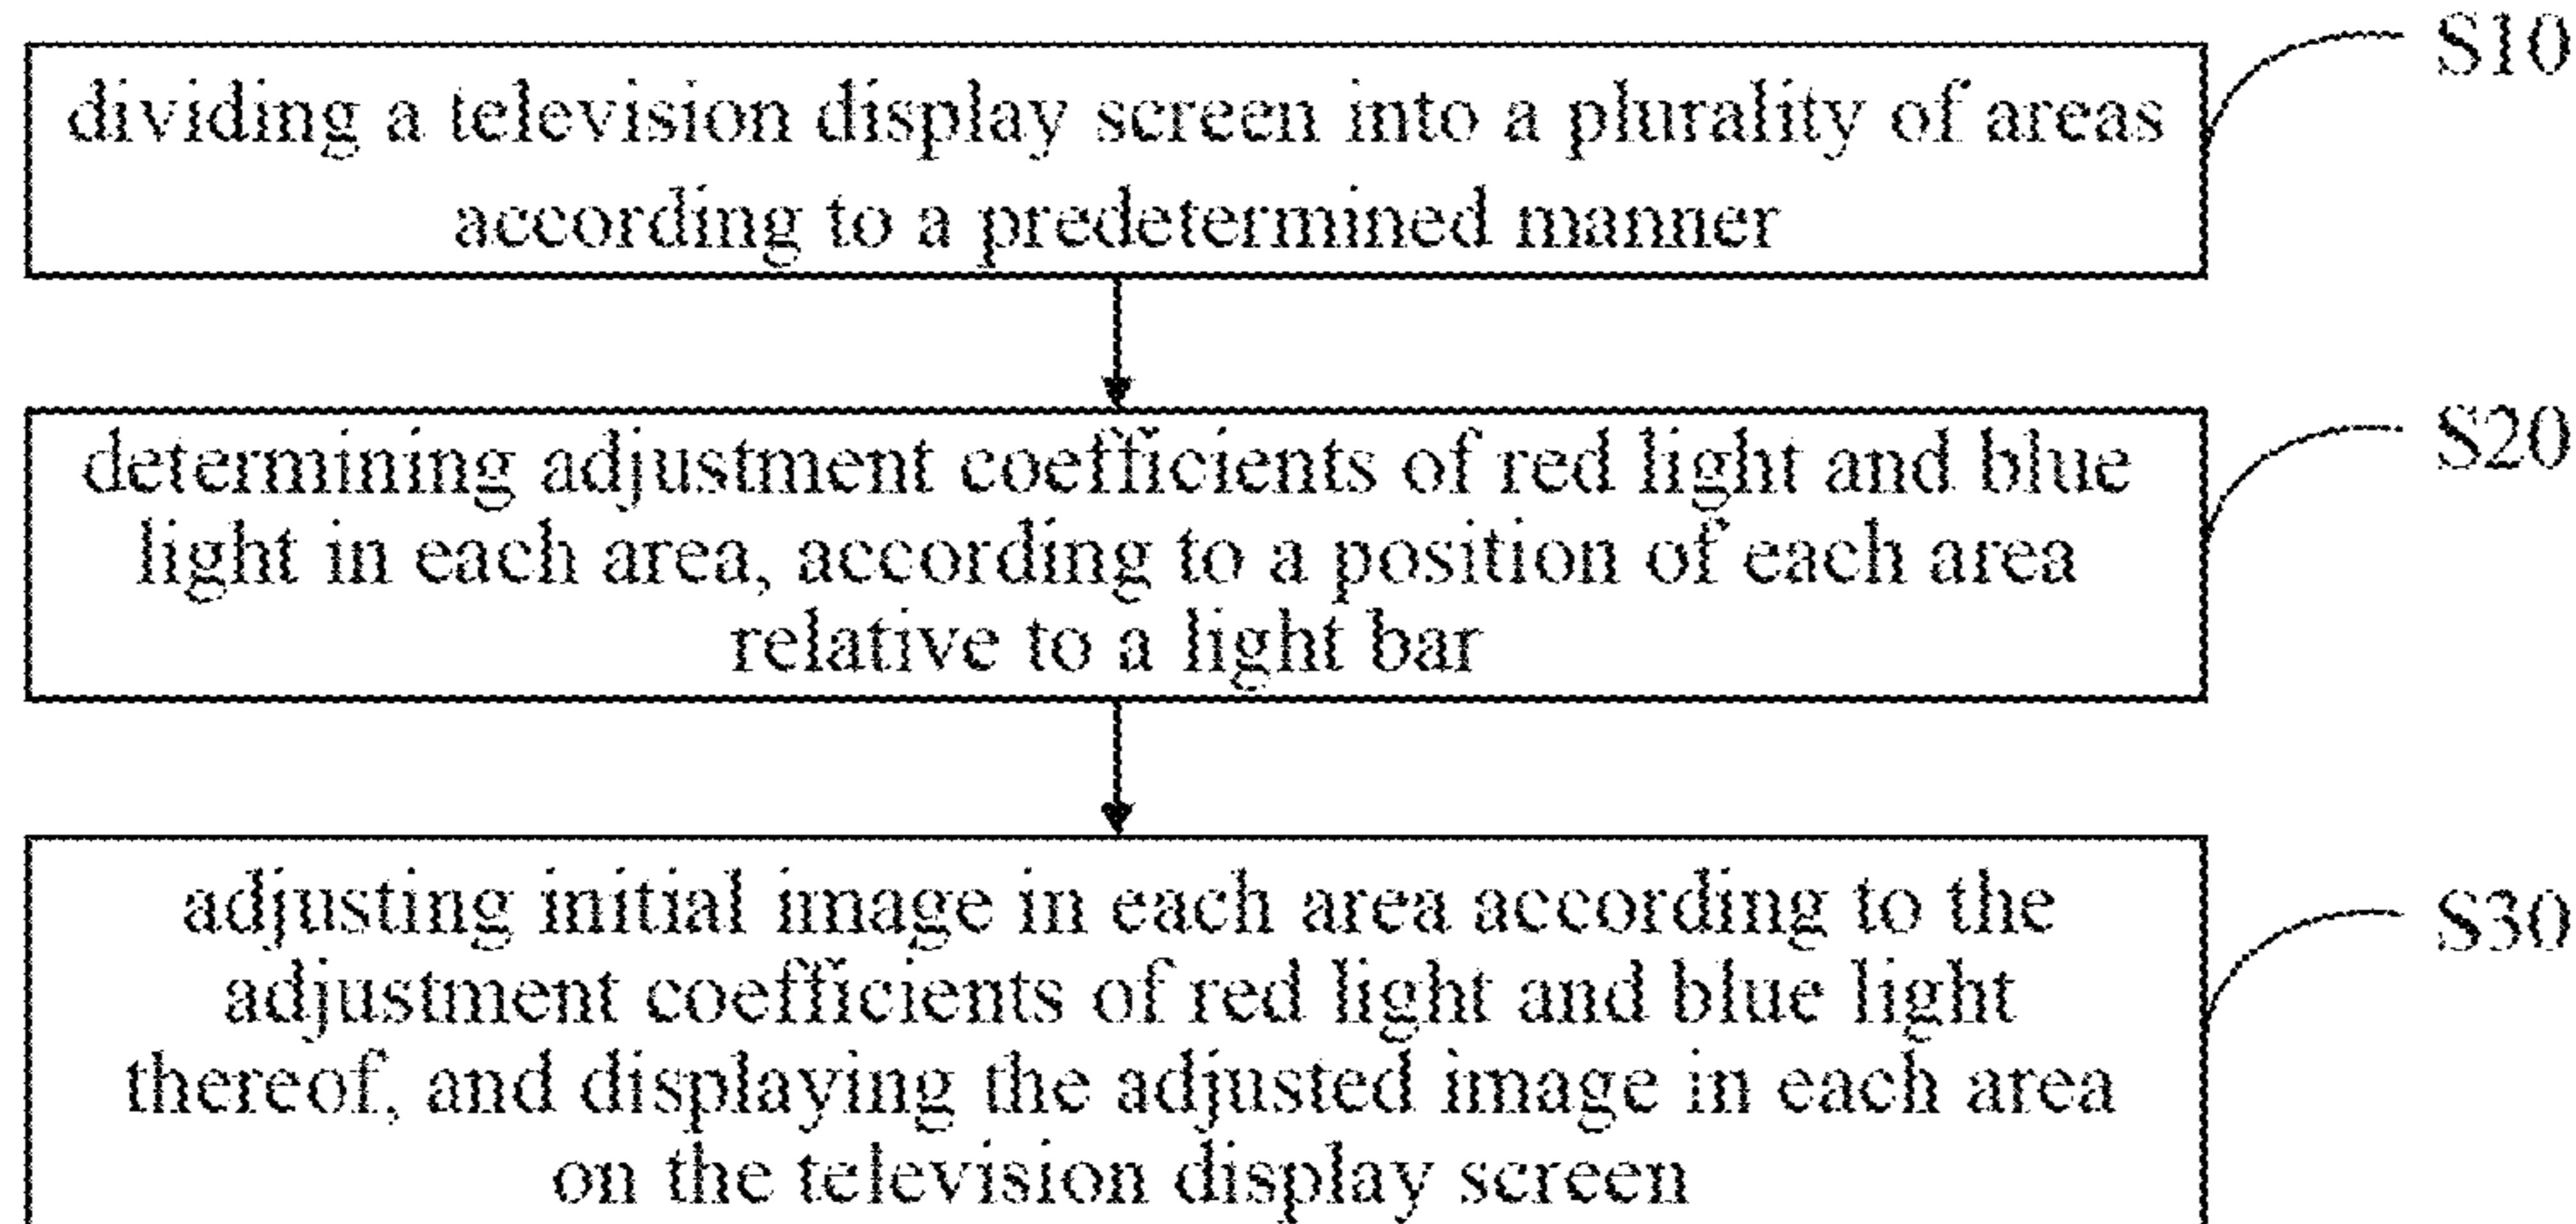 S10
dividing a television display screen into a plurality of areas
according to a predetermined manner
S20
determining adjustment coefficients of red light and blue
light in each area, according to a position of each area
relative to a light bar
S30
adjusting initial image in each area according to the
adjustment coefficients of red light and blue light
thereof, and displaying the adjusted image in each area
on the television display screen